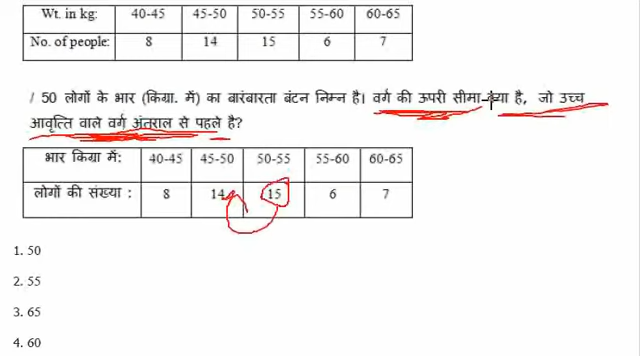 Wt. in kg: 40-45 45-50 50-55 55-60 60-65
No. of people: 8 14 15 6 7
/ 50 लोगों के भार (किग्रा. में) का बारंबारता बंटन निम्न है। वर्ग की ऊपरी सीमा क्या है, जो उच्च
आवृत्ति वाले वर्ग अंतराल से पहले है?
भार किग्रा में: 40-45 45-50 50-55 55-60 60-65
लोगों की संख्या : 8 14 15 6 7
1. 50
2. 55
3. 65
4. 60